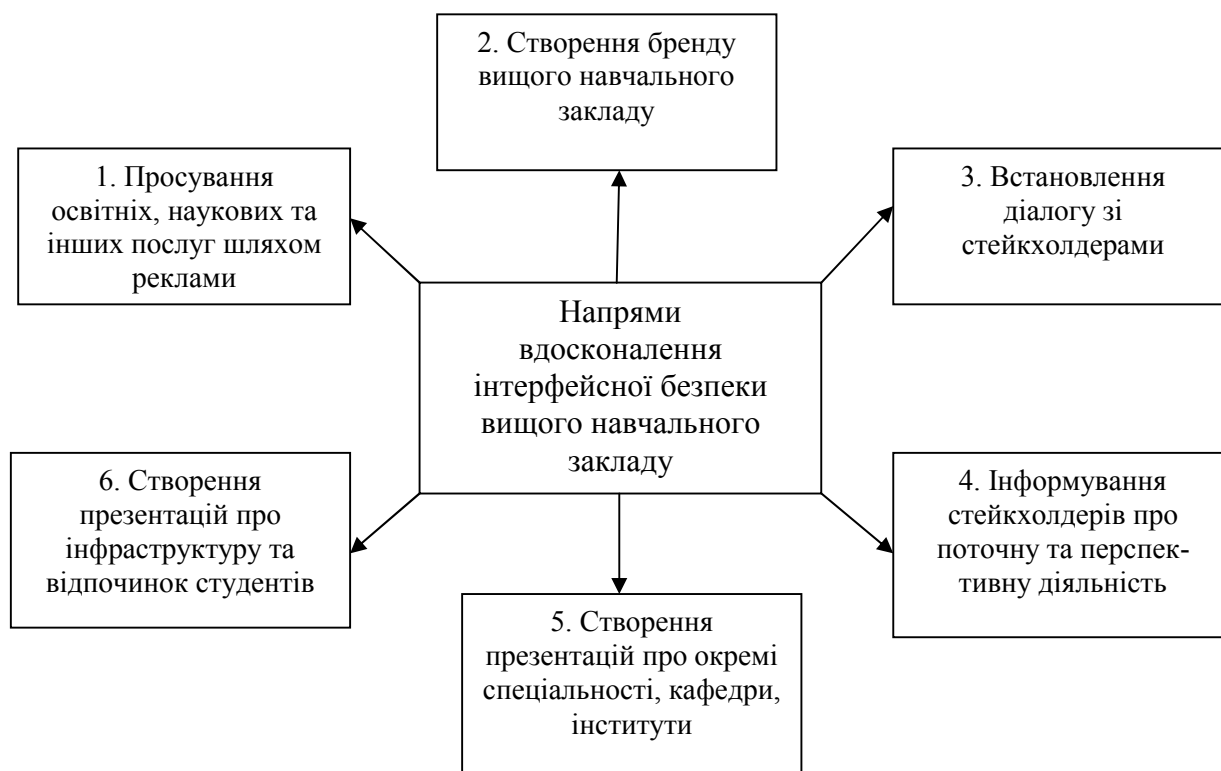 2. Створення бренду
вищого навчального
закладу
1. Просування
освітніх, наукових та
інших послуг шляхом
реклами
3. Встановлення
діалогу зі
стейкхолдерами
Напрями
вдосконалення
інтерфейсної безпеки
вищого навчального
закладу
6. Створення
презентацій про
інфраструктуру та
відпочинок студентів
4. Інформування
стейкхолдерів про
поточну та перспек-
тивну діяльність
5. Створення
презентацій про окремі
спеціальності, кафедри,
інститути